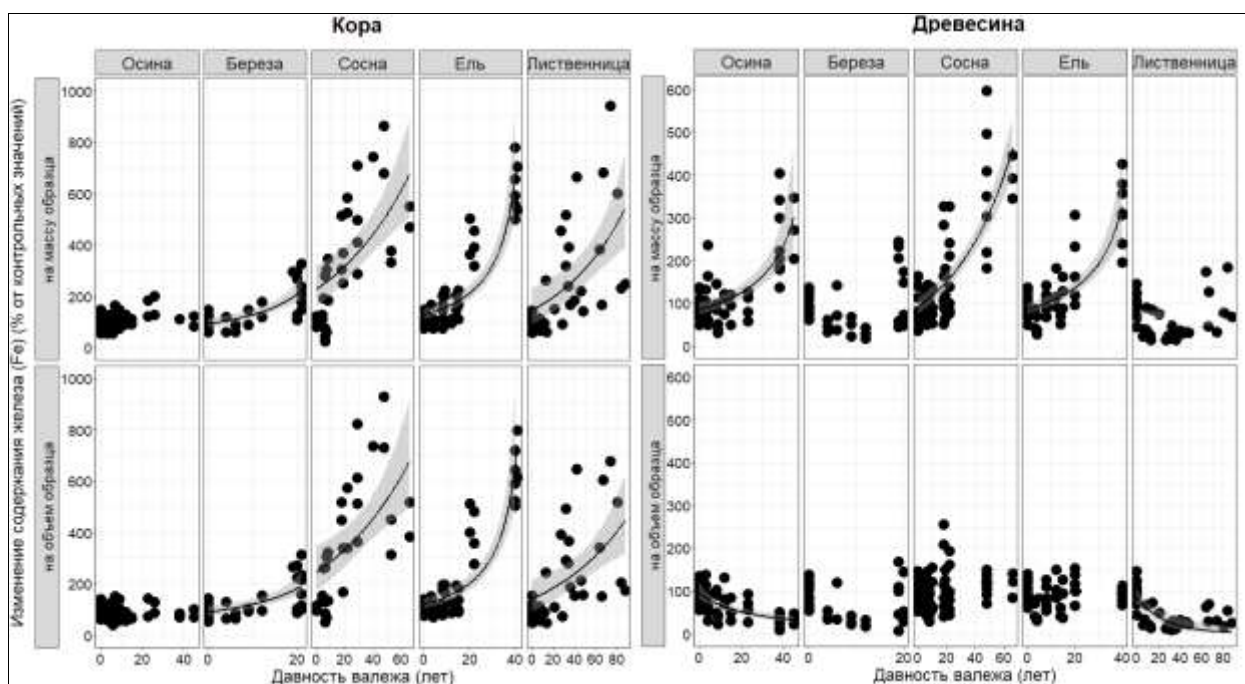 Кора
Древесина
Осина Береза Сосна Ель Лиственница
Осина Береза Сосна Ель Лиственница
Изменение содержания железа (Fe) (% от контрольных значений)
на массу образца
1000
800
600
400
200
0
на массу образца
600
500
400
300
200
100
0
на объем образца
1000
800
600
400
200
0
на объем образца
600
500
400
300
200
100
0
0 20 40 0 20 0 20 40 60 0 20 40 0 20 40 60 80
0 20 40 0 20 0 20 40 60 0 20 40 0 20 40 60 80
Давность валежа (лет)
Давность валежа (лет)